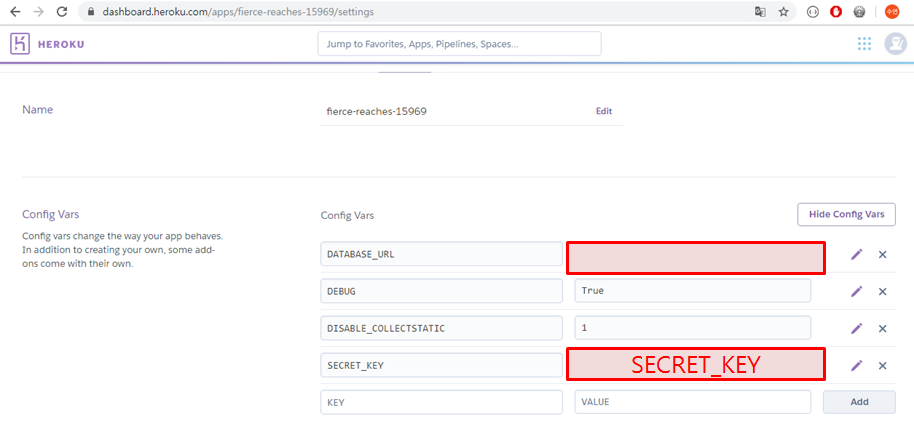 dashboard.heroku.com/apps/fierce-reaches-15969/settings
수연
HEROKU
Jump to Favorites, Apps, Pipelines, Spaces...
Name
fierce-reaches-15969
Edit
Config Vars
Config vars change the way your app behaves.
In addition to creating your own, some add-
ons come with their own.
Config Vars
Hide Config Vars
DATABASE_URL
DEBUG
True
DISABLE_COLLECTSTATIC
1
SECRET_KEY
SECRET_KEY
KEY
VALUE
Add